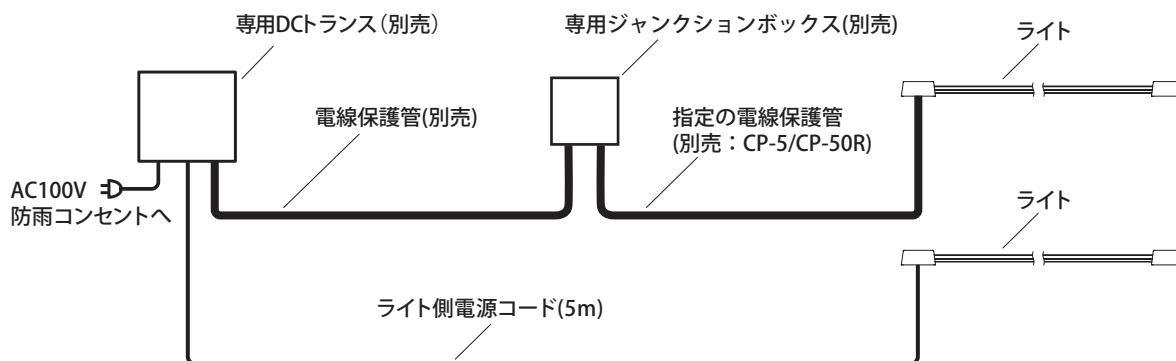 専用DCトランス（別売）
専用ジャンクションボックス(別売)
ライト
電線保護管(別売)
指定の電線保護管
(別売：CP-5/CP-50R)
AC100V
防雨コンセントへ
ライト
ライト側電源コード(5m)